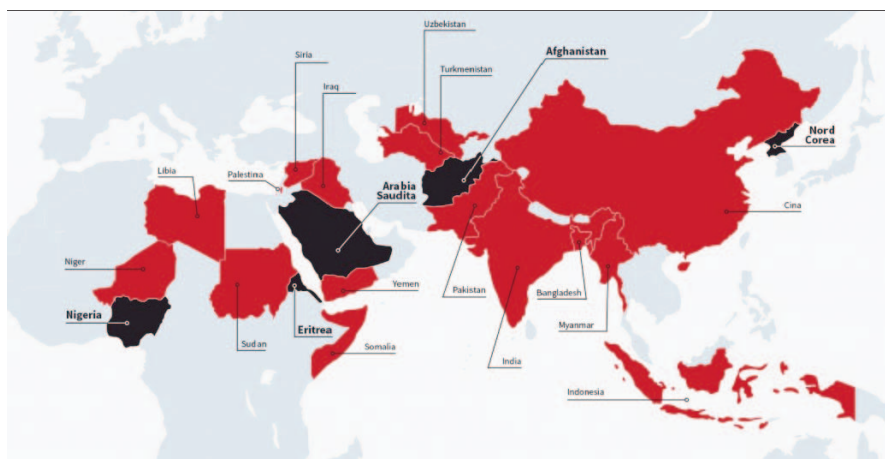 Uzbekistan
Afghanistan
Siria
Turkmenistan
Iraq
Nord
Corea
Libia
Palestina
Arabia
Saudita
Cina
Niger
Yemen
Pakistan
Bangladesh
Nigeria
Eritrea
Myanmar
Sudan
Somalia
India
Indonesia